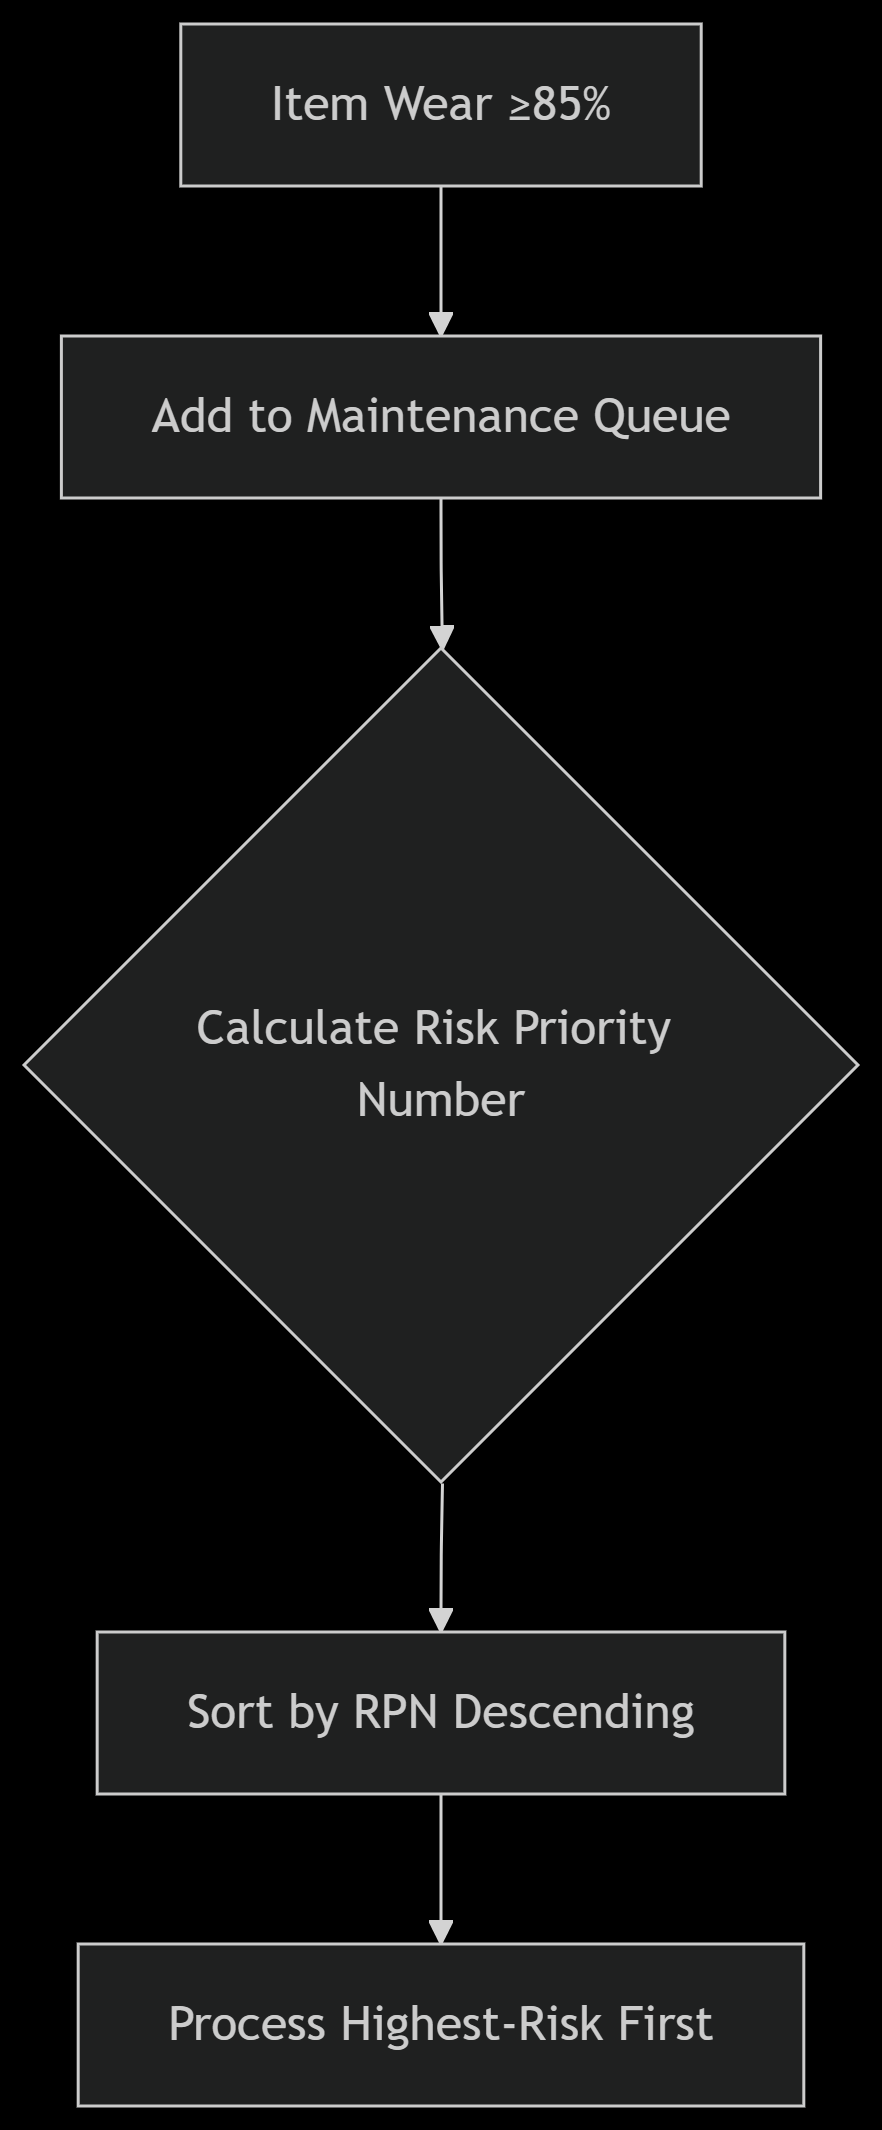 Item Wear ≥85%
Add to Maintenance Queue
Calculate Risk Priority
Number
Sort by RPN Descending
Process Highest-Risk First